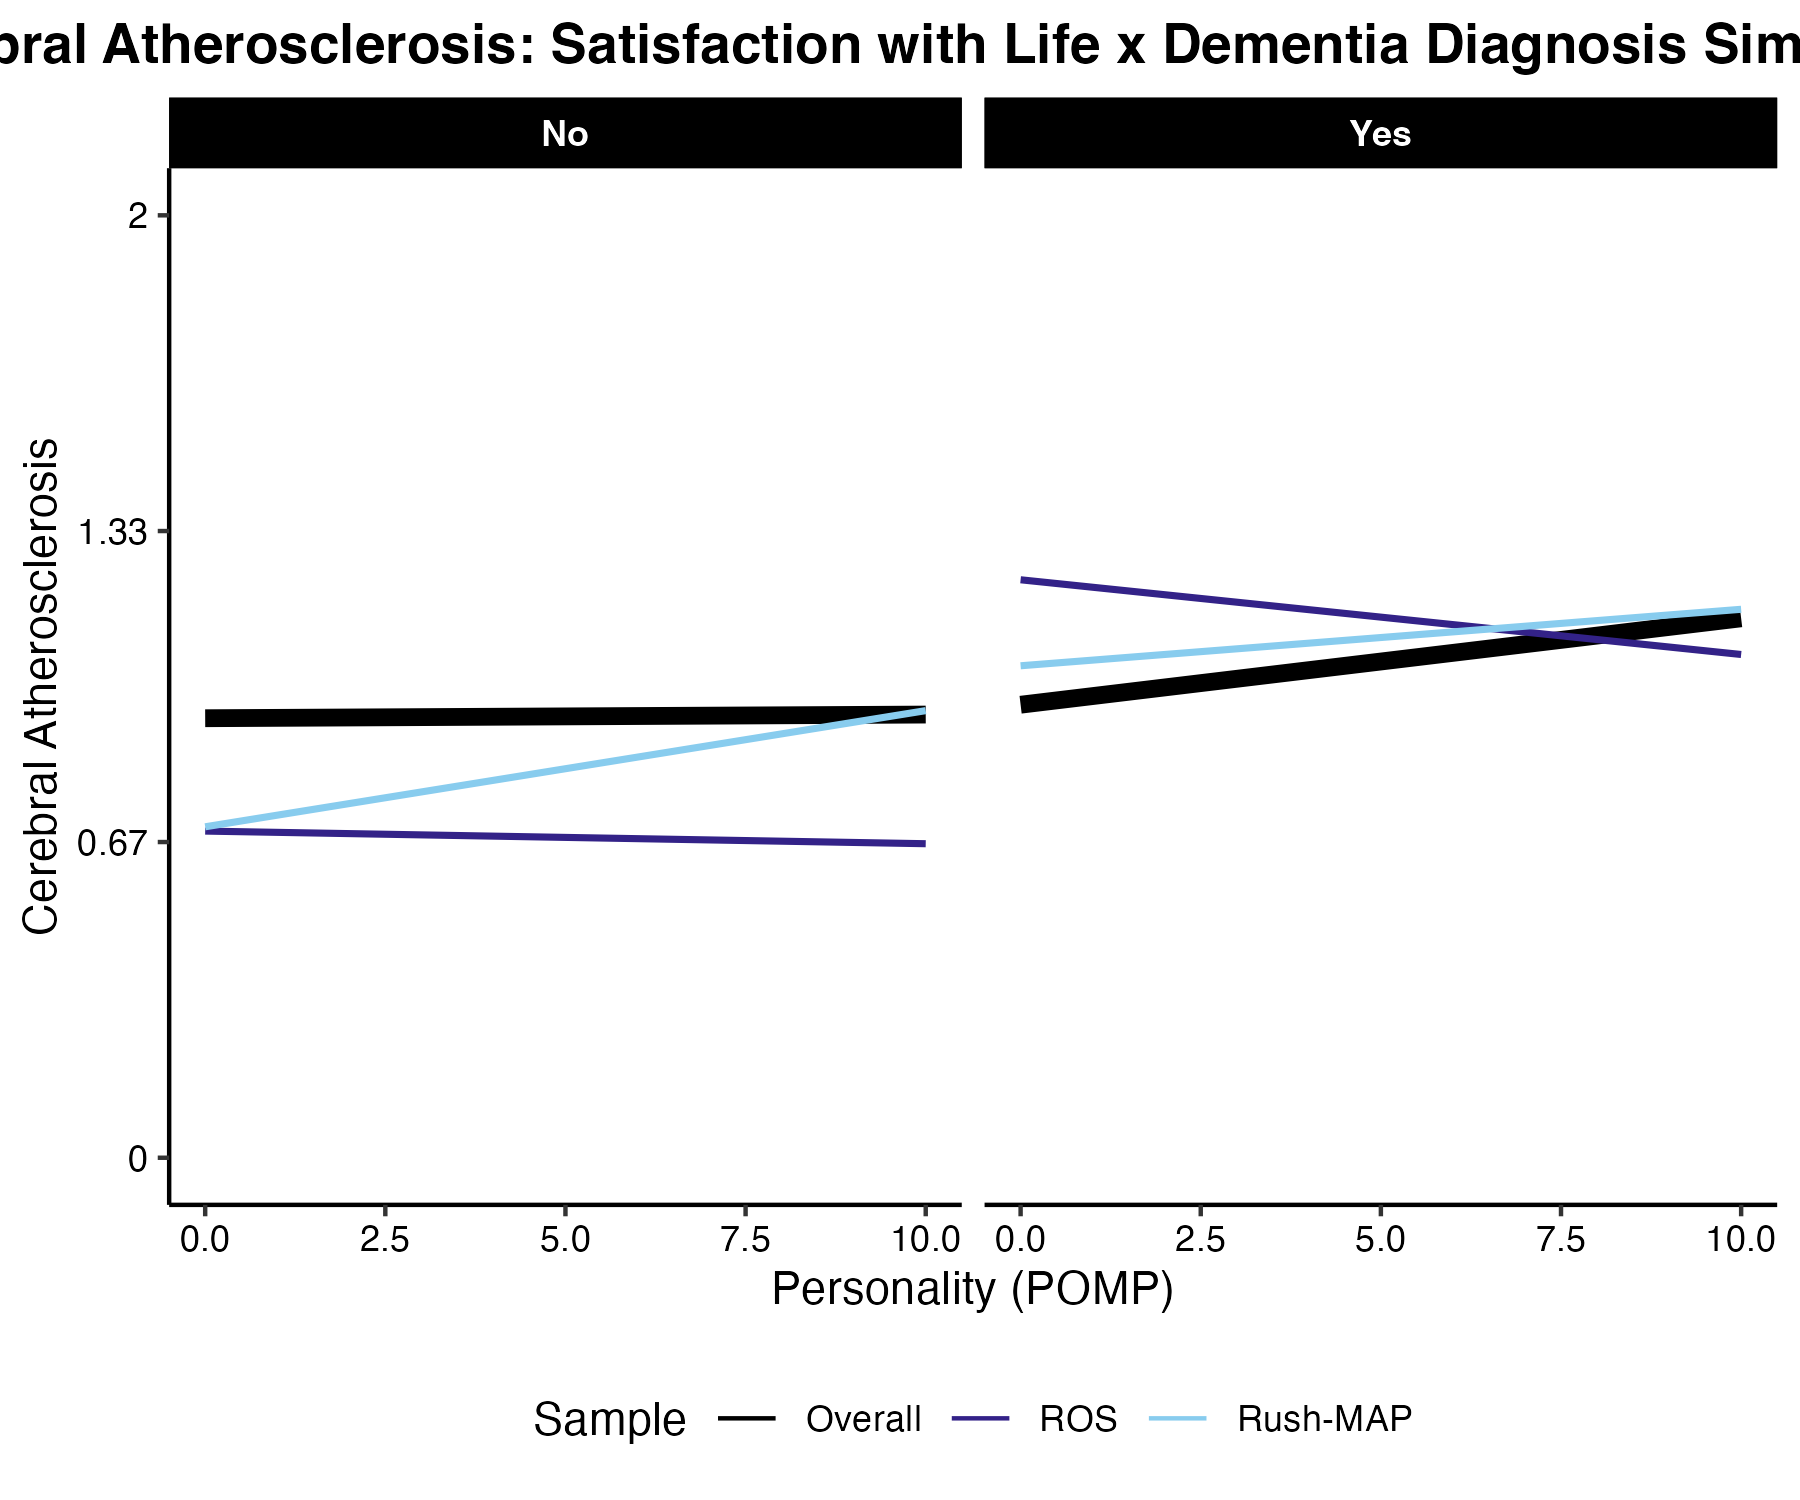 bral Atherosclerosis: Satisfaction with Life x Dementia Diagnosis Sim
No
Yes
Cerebral Atherosclerosis
2
1.33
0.67
0
0.0 2.5 5.0 7.5 10.0 0.0 2.5 5.0 7.5 10.0
Personality (POMP)
Sample Overall ROS Rush-MAP